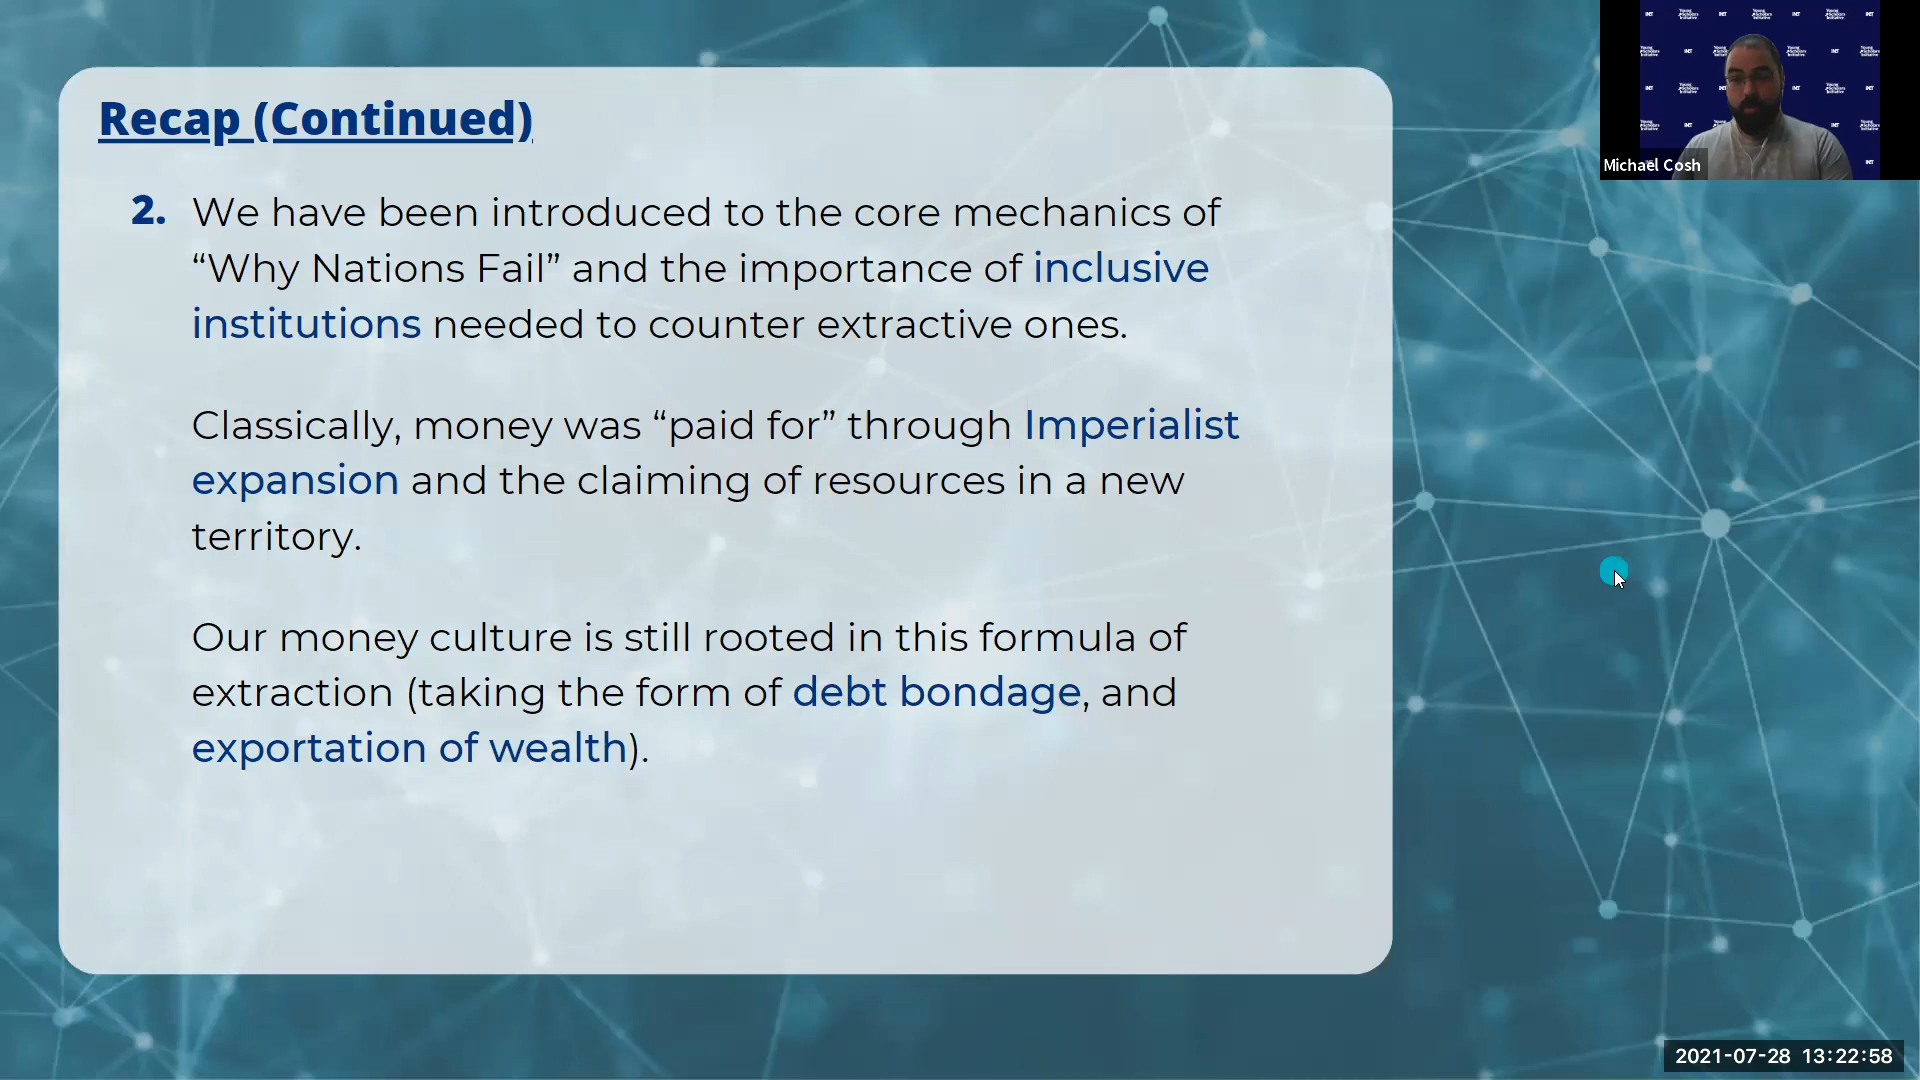 Recap (Continued)
2. We have been introduced to the core mechanics of
“Why Nations Fail” and the importance of inclusive
institutions needed to counter extractive ones.
Classically, money was “paid for” through Imperialist
expansion and the claiming of resources in a new
territory.
Our money culture is still rooted in this formula of
extraction (taking the form of debt bondage, and
exportation of wealth).
Michael Cosh
2021-07-28 13:22:58